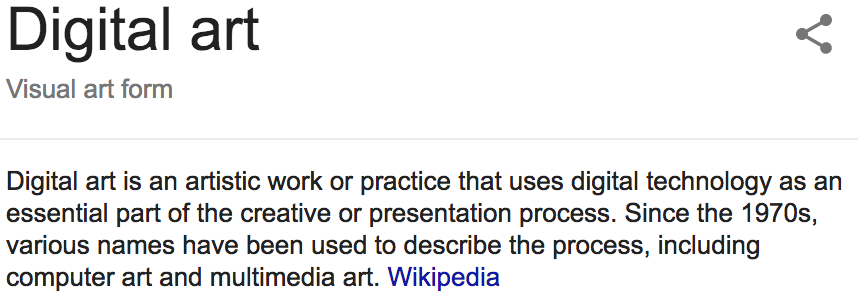 Digital art
Visual art form
Digital art is an artistic work or practice that uses digital technology as an
essential part of the creative or presentation process. Since the 1970s,
various names have been used to describe the process, including
computer art and multimedia art. Wikipedia